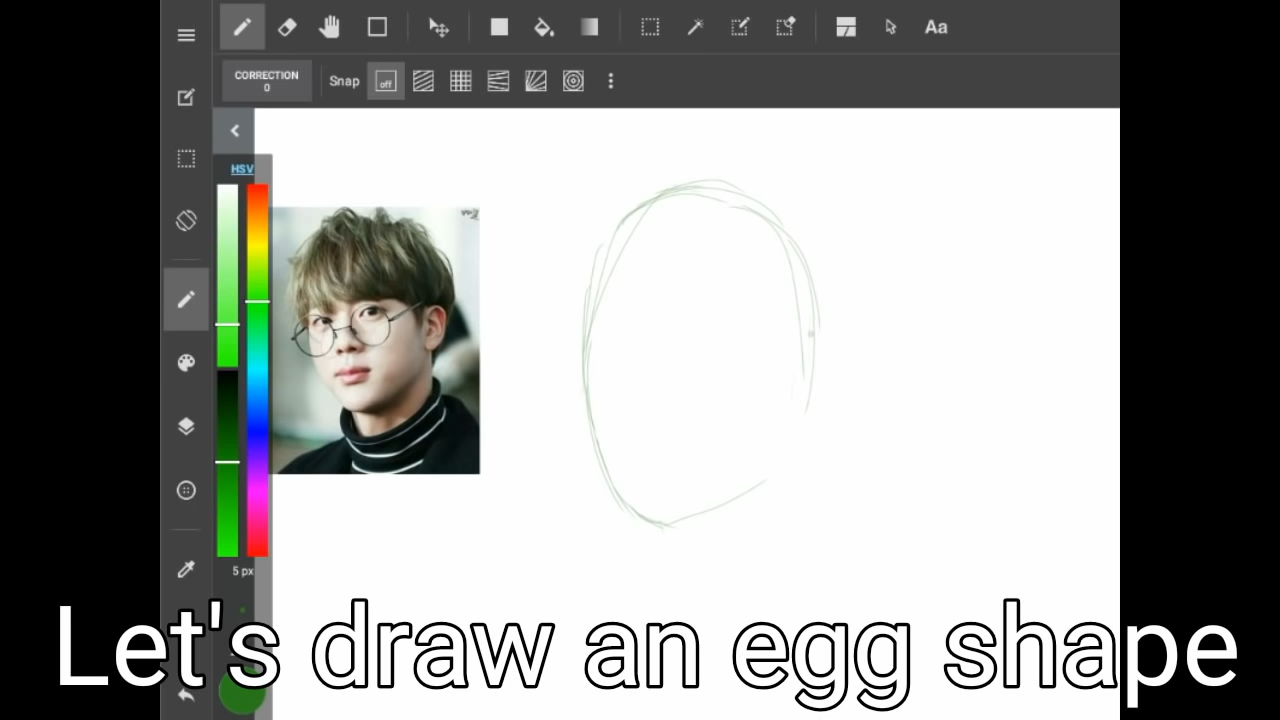 Aa
CORRECTION
0
Snap
off
HSV
5 px
Let's draw an egg shape